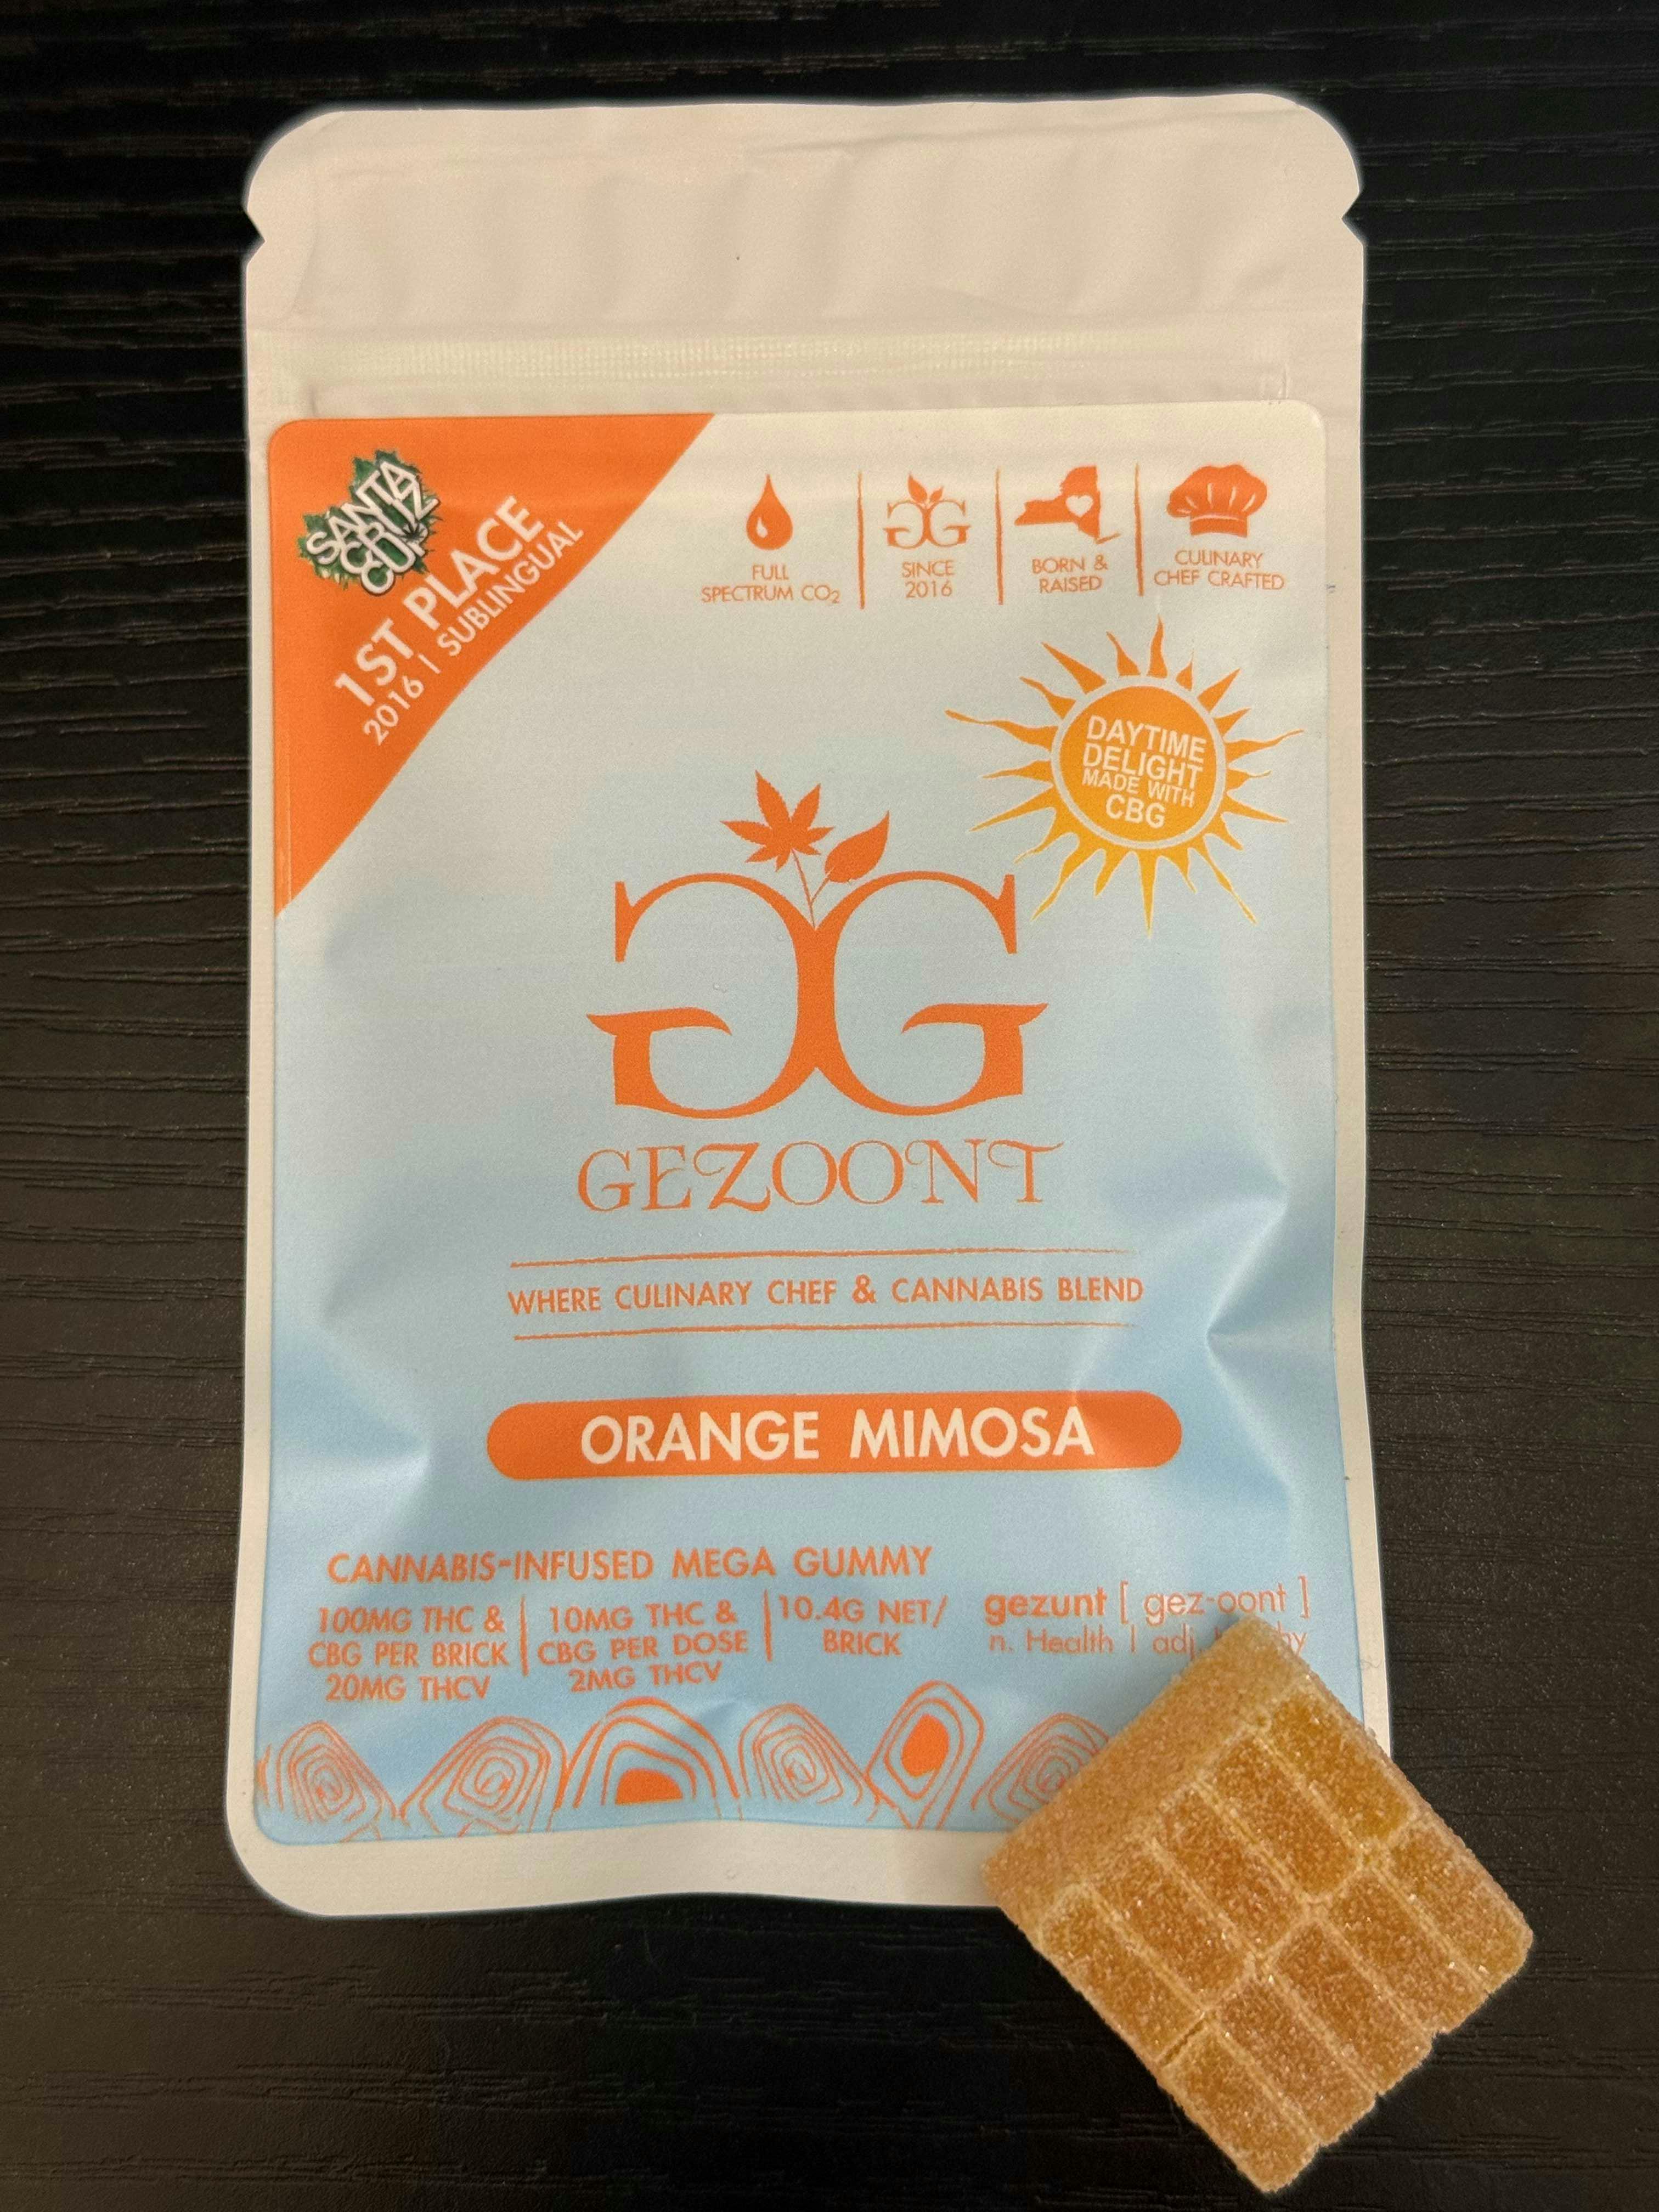 SANTA
CRUZ
CUP
1ST PLACE
2016 | SUBLINGUAL
FULL
SPECTRUM CO₂
GG
SINCE
2016
BORN &
RAISED
CULINARY
CHEF CRAFTED
DAYTIME
DELIGHT
MADE WITH
CBG
GG
GEZOONT
WHERE CULINARY CHEF & CANNABIS BLEND
ORANGE MIMOSA
CANNABIS-INFUSED MEGA GUMMY
100MG THC &
CBG PER BRICK
20MG THCV
10MG THC &
CBG PER DOSE
2MG THCV
10.4G NET/
BRICK
gezunt [ gez-oont ]
n. Health | adj.